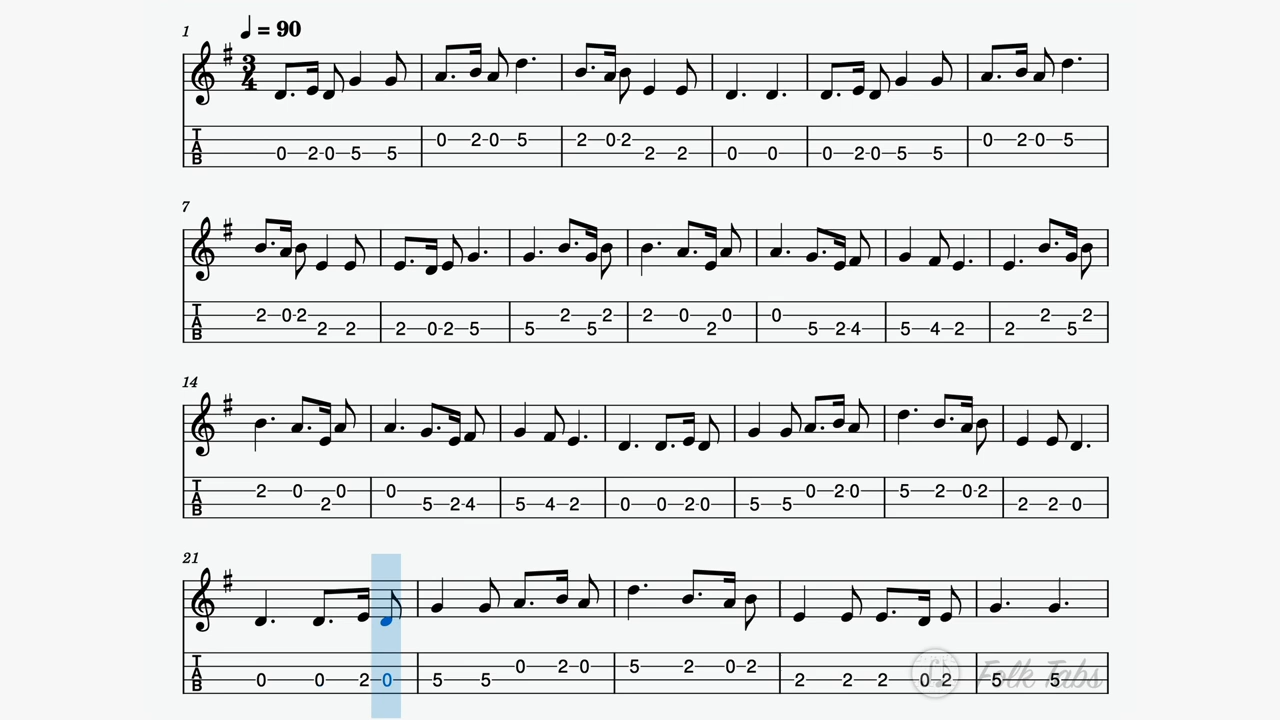 1 ♩ = 90
3
4
T A B 0 2 0 5 5 0 2 0 5 2 0 2 2 2 0 0 0 2 0 5 5 0 2 0 5
7
T A B 2 0 2 2 2 2 0 2 5 5 2 5 2 2 0 2 0 0 5 2 4 5 4 2 2 2 5 2
14
T A B 2 0 2 0 0 5 2 4 5 4 2 0 0 2 0 5 5 0 2 0 5 2 0 2 2 2 0
21
T A B 0 0 2 0 5 5 0 2 0 5 2 0 2 2 2 2 0 2 5 5
Folk Tabs